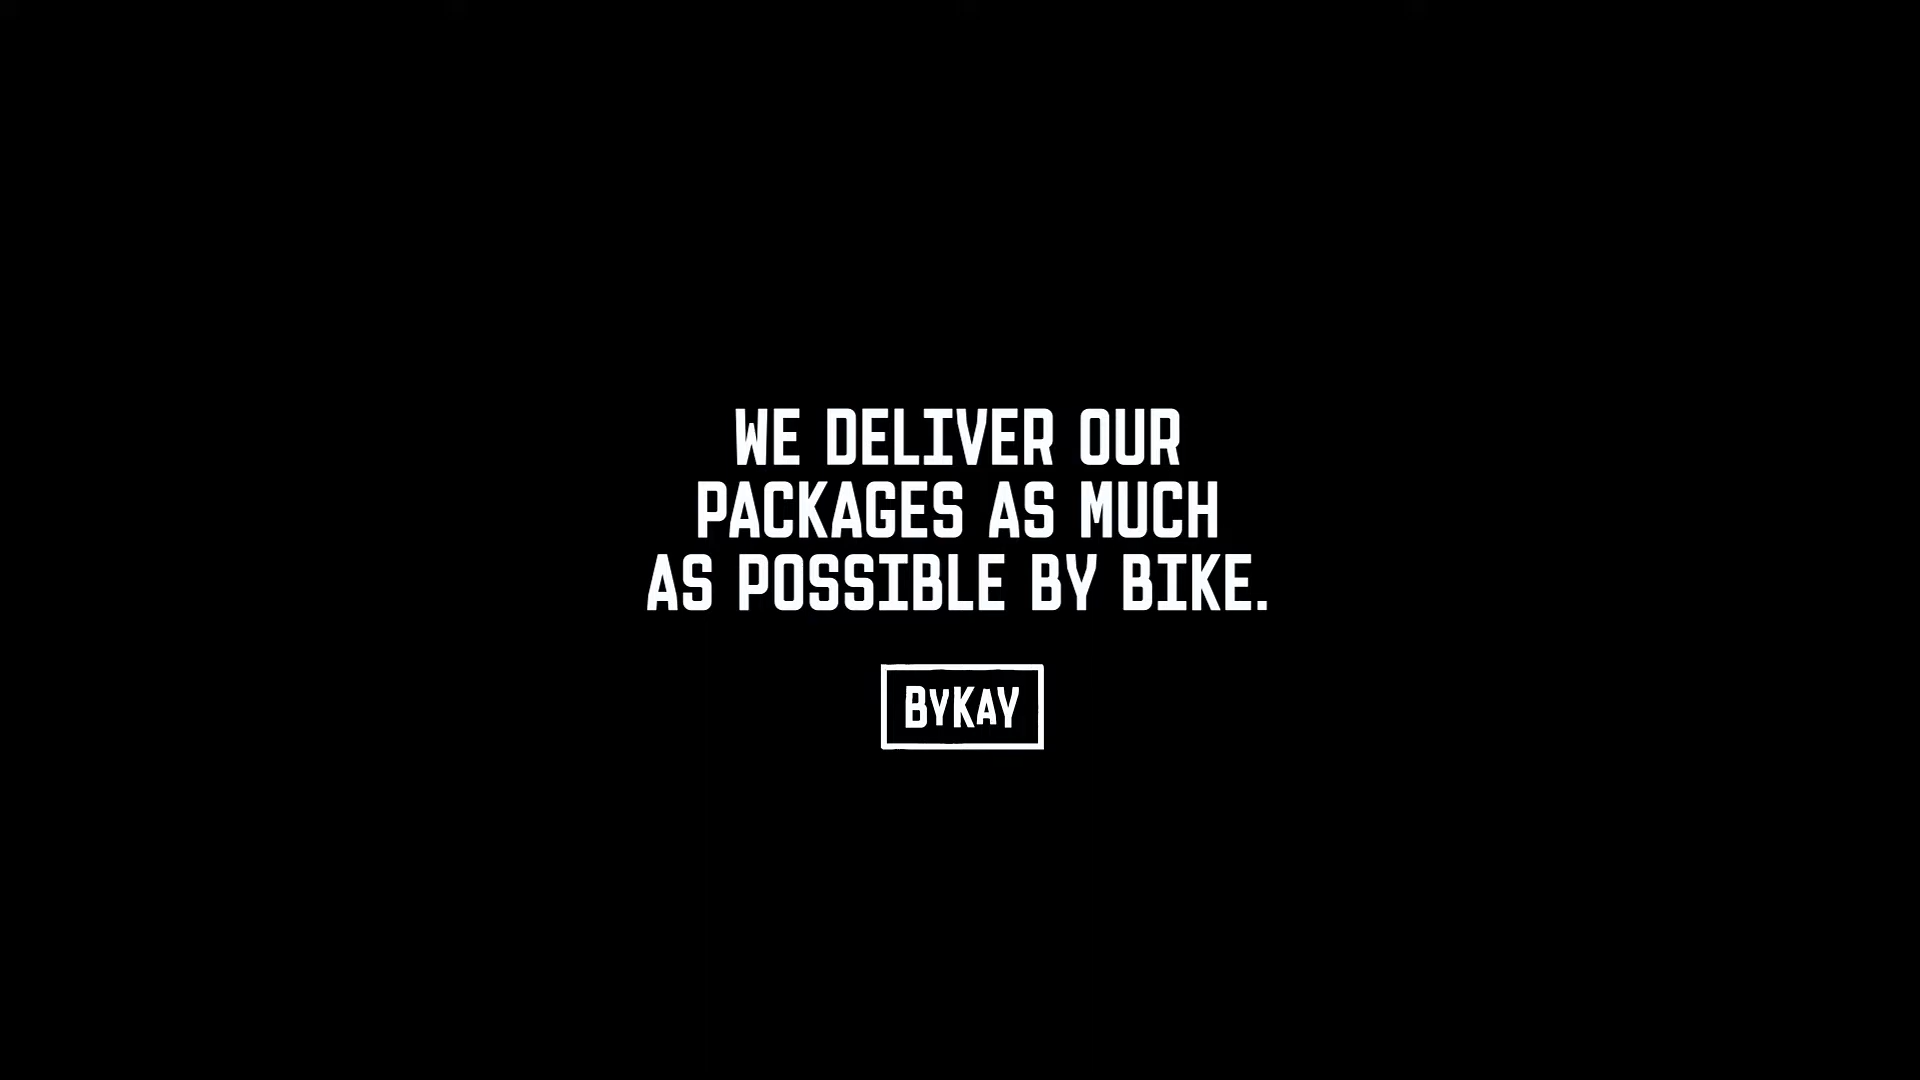 WE DELIVER OUR
PACKAGES AS MUCH
AS POSSIBLE BY BIKE.
BYKAY